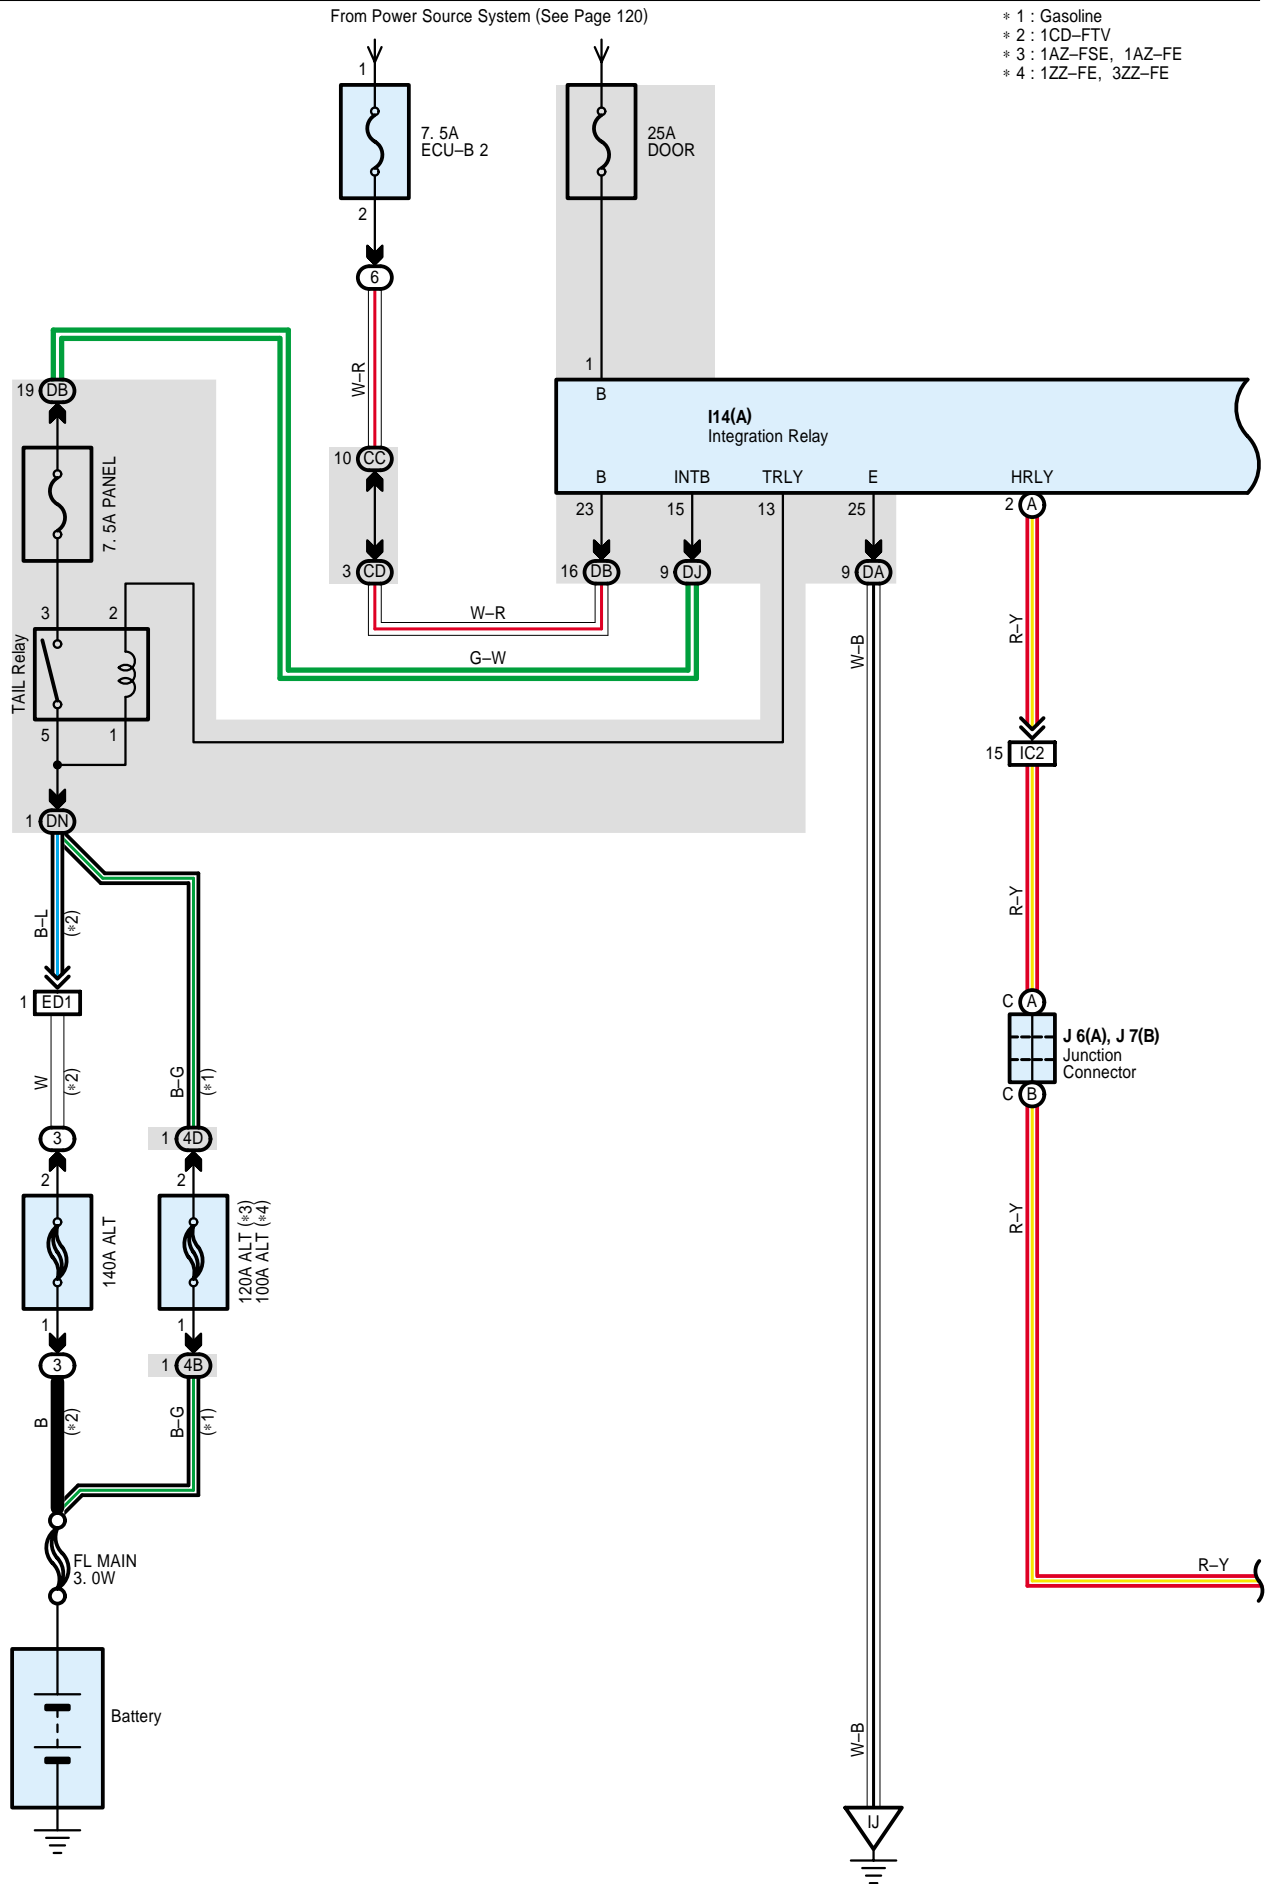 From Power Source System (See Page 120)
∗ 1 : Gasoline
∗ 2 : 1CD–FTV
∗ 3 : 1AZ–FSE, 1AZ–FE
∗ 4 : 1ZZ–FE, 3ZZ–FE
1
7. 5A
ECU–B 2
2
6
W–R
25A
DOOR
1
B
I14(A)
Integration Relay
B
INTB
TRLY
E
HRLY
23
15
13
25
2
A
19
DB
10
CC
3
CD
16
DB
9
DJ
9
DA
W–R
G–W
7. 5A PANEL
3
2
TAIL Relay
5
1
1
DN
W–B
R–Y
15
IC2
R–Y
B–L
(∗2)
1
ED1
W
(∗2)
B–G
(∗1)
C
A
J 6(A), J 7(B)
Junction
Connector
C
B
3
1
4D
2
2
140A ALT
120A ALT (∗3)
100A ALT (∗4)
R–Y
1
1
3
1
4B
B
(∗2)
B–G
(∗1)
FL MAIN
3. 0W
R–Y
Battery
W–B
IJ